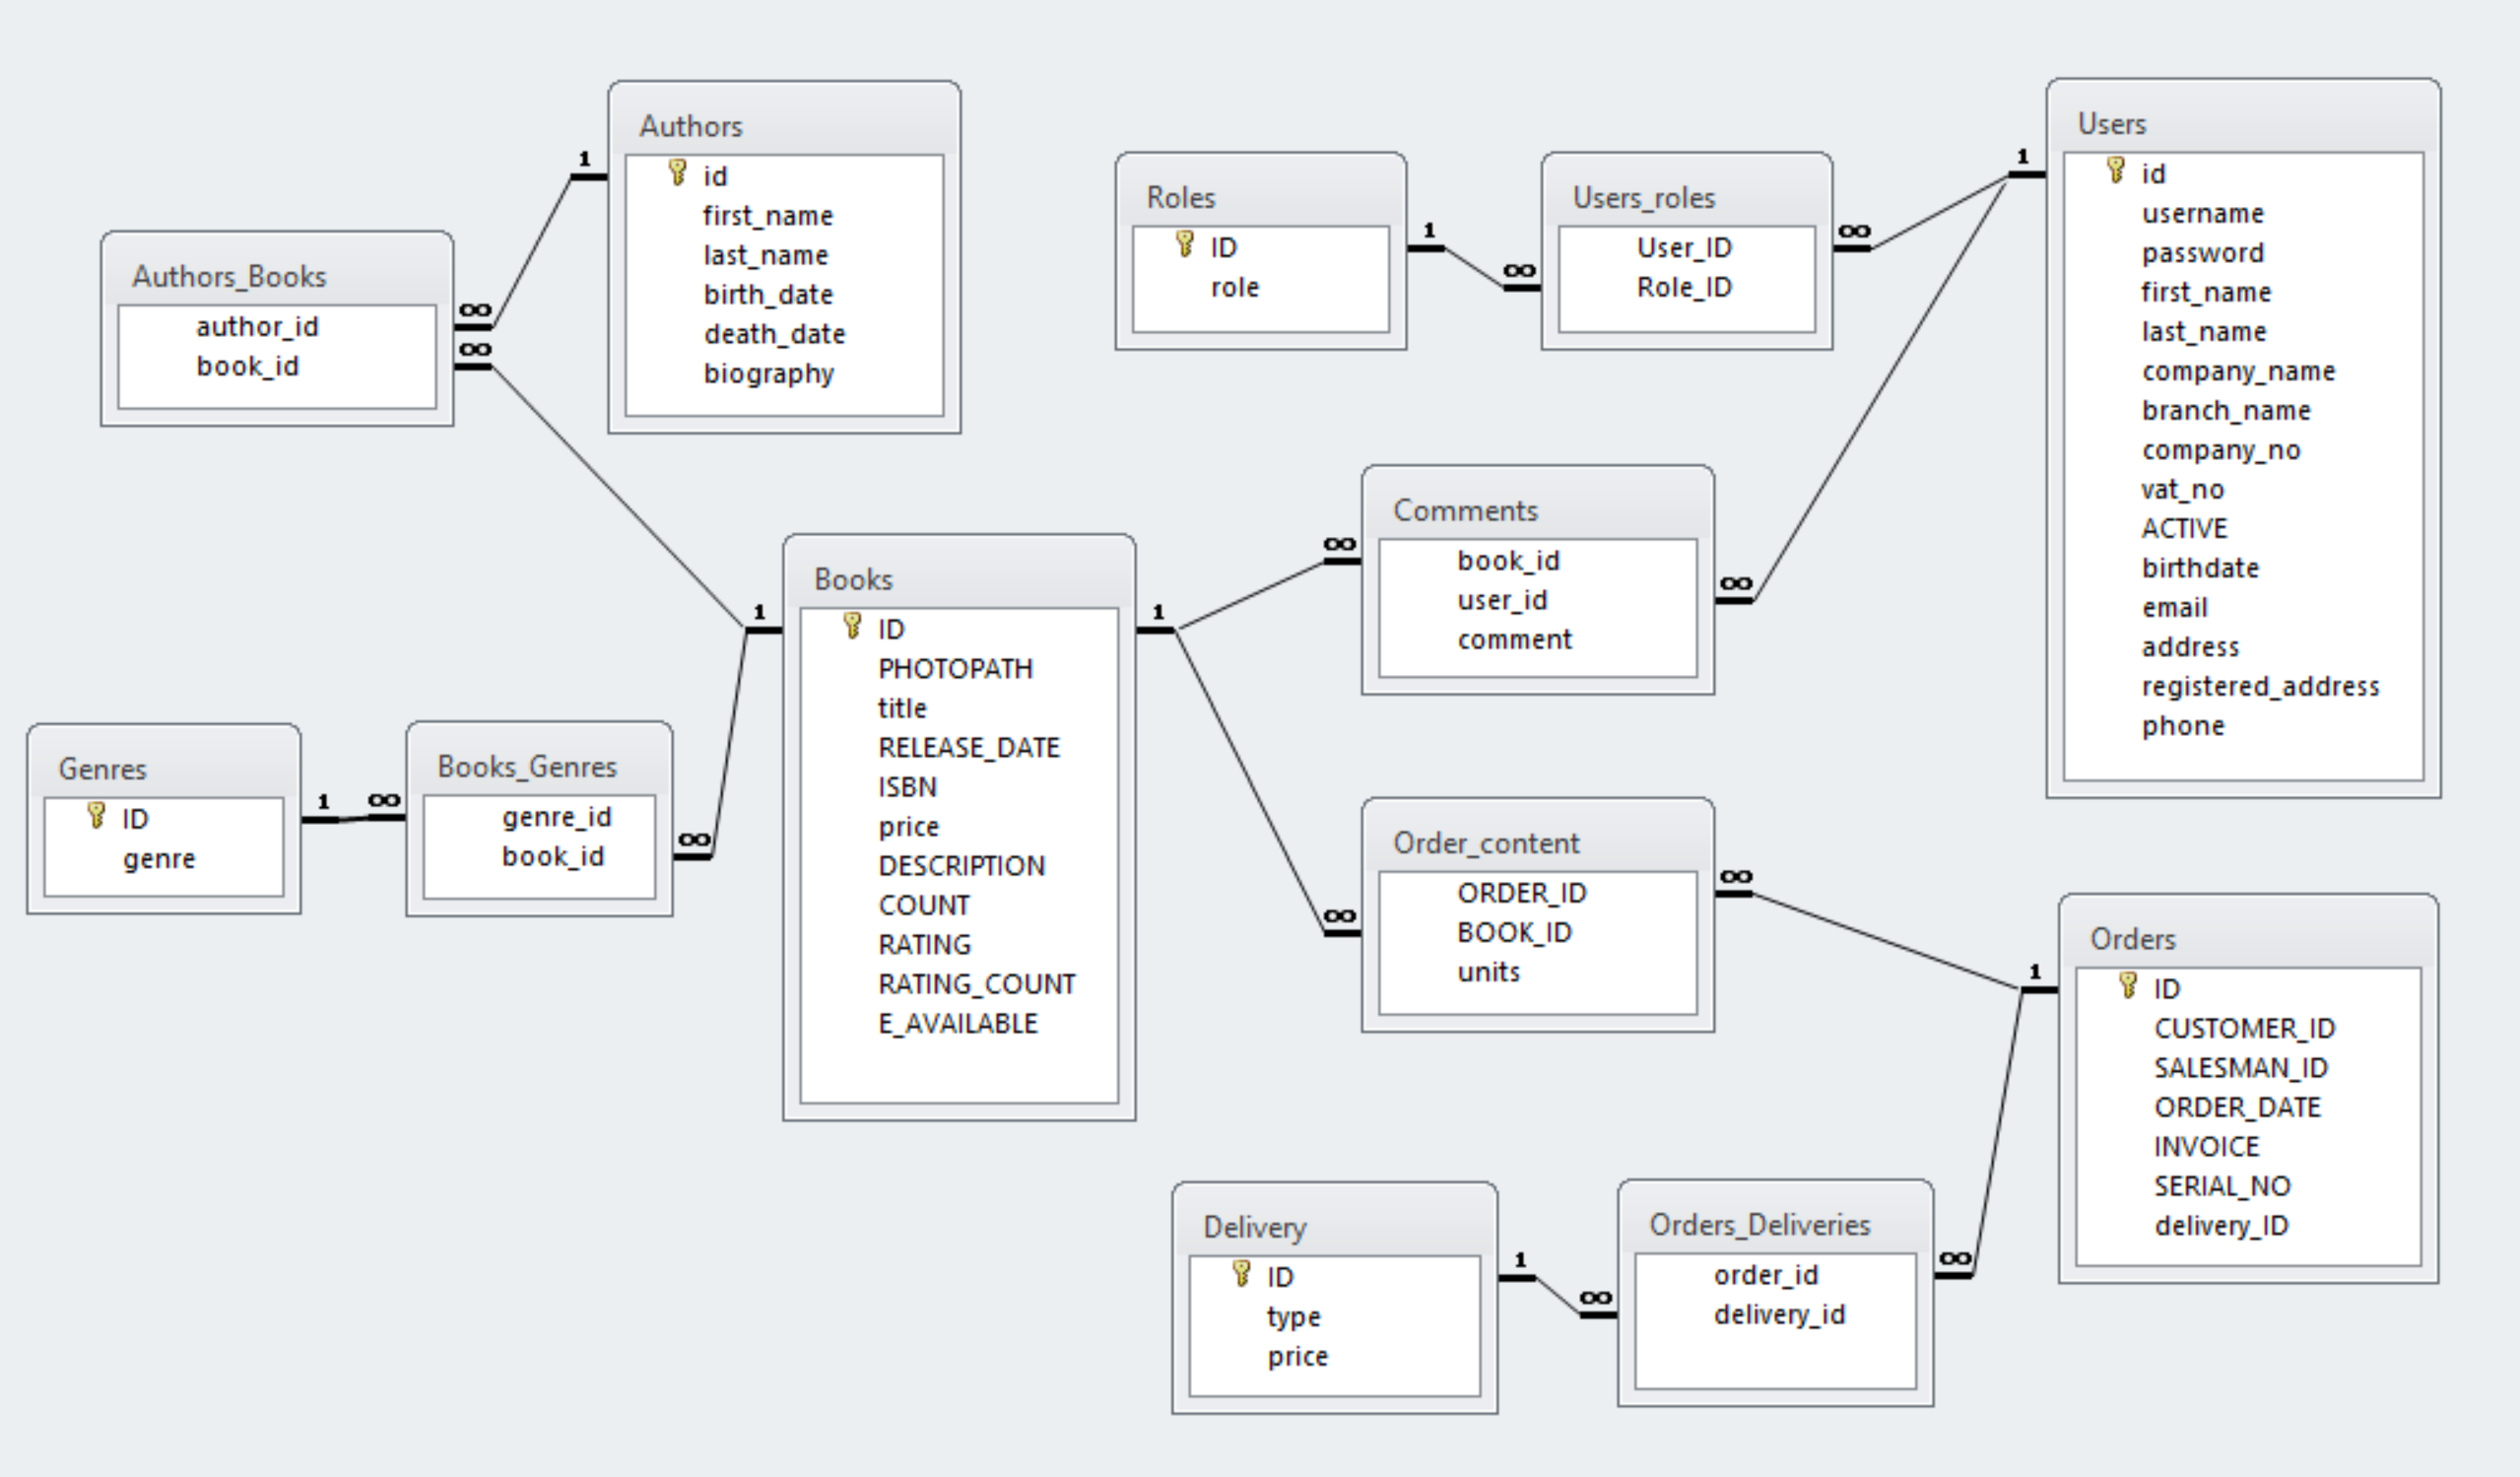 Authors
id
first_name
last_name
birth_date
death_date
biography
1
Authors_Books
author_id
book_id
∞
∞
Roles
ID
role
1
∞
Users_roles
User_ID
Role_ID
∞
1
Users
id
username
password
first_name
last_name
company_name
branch_name
company_no
vat_no
ACTIVE
birthdate
email
address
registered_address
phone
Comments
book_id
user_id
comment
∞
∞
Books
ID
PHOTOPATH
title
RELEASE_DATE
ISBN
price
DESCRIPTION
COUNT
RATING
RATING_COUNT
E_AVAILABLE
1
1
Genres
ID
genre
1
∞
Books_Genres
genre_id
book_id
∞
Order_content
ORDER_ID
BOOK_ID
units
∞
∞
1
Orders
ID
CUSTOMER_ID
SALESMAN_ID
ORDER_DATE
INVOICE
SERIAL_NO
delivery_ID
Delivery
ID
type
price
1
∞
Orders_Deliveries
order_id
delivery_id
∞